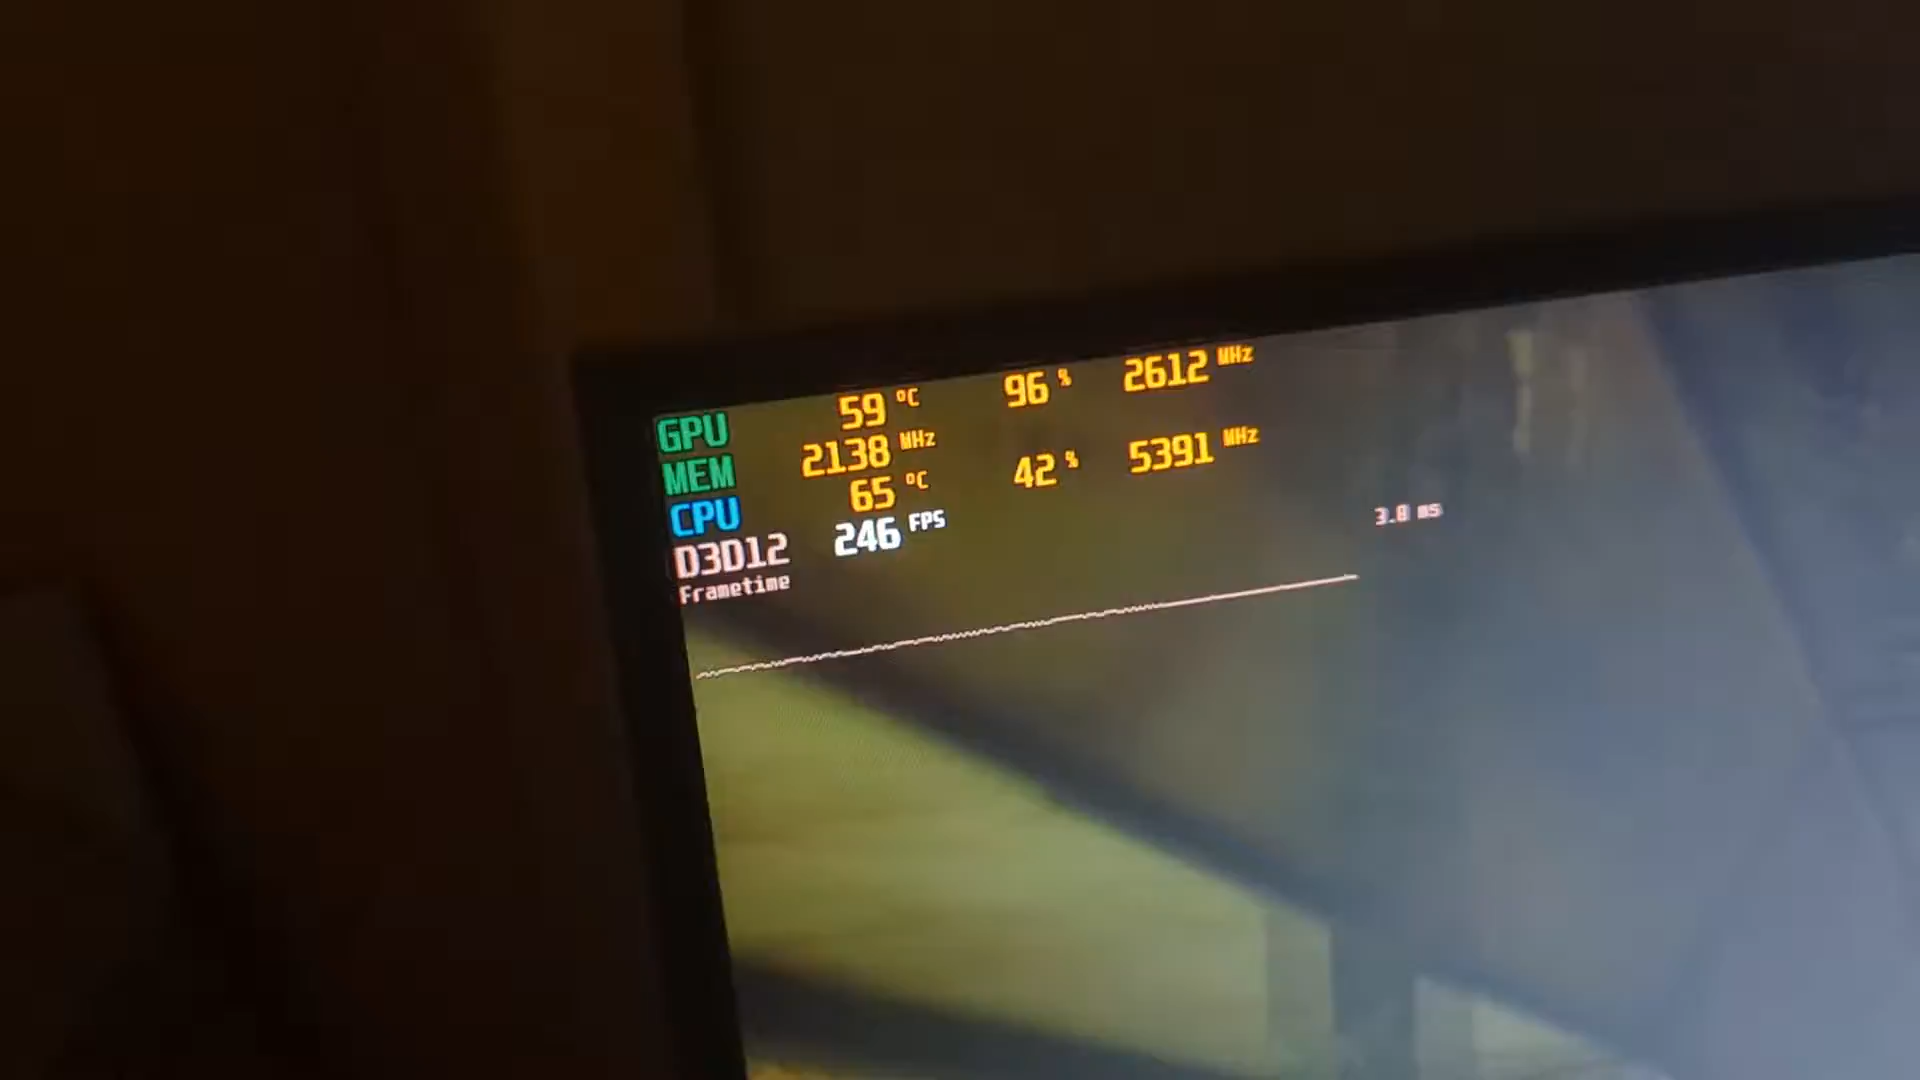 GPU 59 °C 96 % 2612 MHz
MEM 2138 MHz
CPU 65 °C 42 % 5391 MHz
D3D12 246 FPS
Frametime 3.8 ms